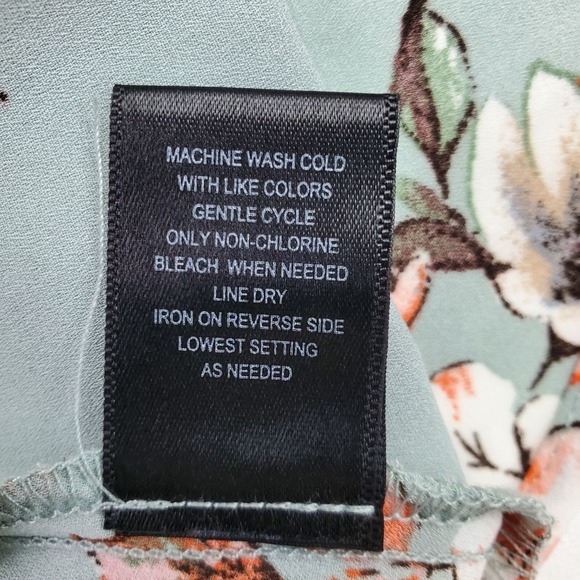 MACHINE WASH COLD
WITH LIKE COLORS
GENTLE CYCLE
ONLY NON-CHLORINE
BLEACH WHEN NEEDED
LINE DRY
IRON ON REVERSE SIDE
LOWEST SETTING
AS NEEDED